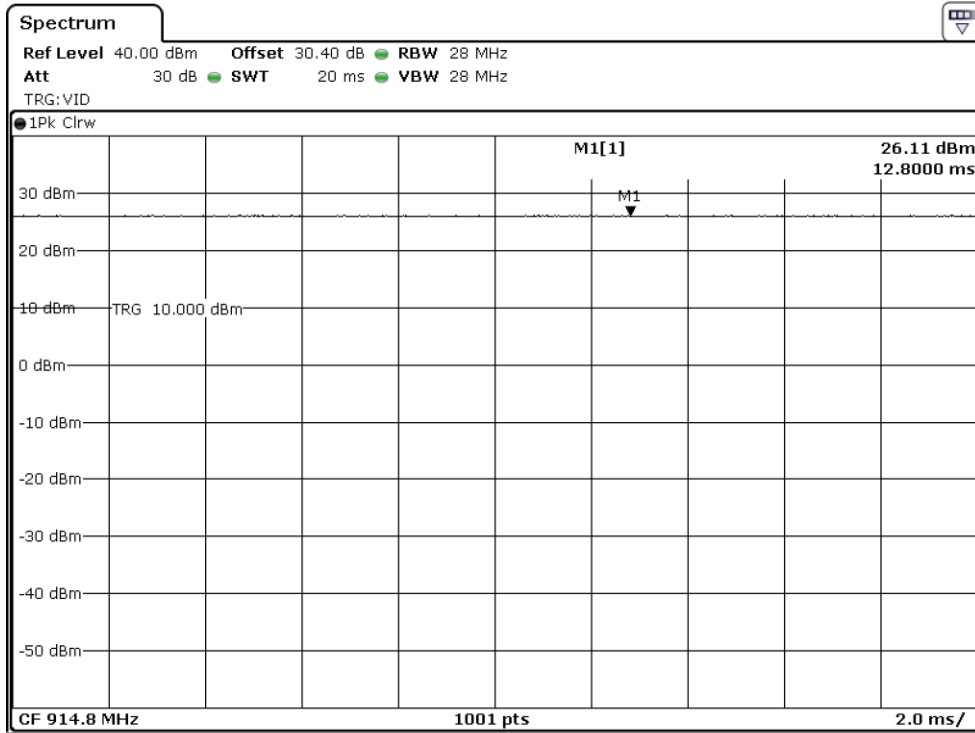 Spectrum
Ref Level 40.00 dBm Offset 30.40 dB RBW 28 MHz
Att 30 dB SWT 20 ms VBW 28 MHz
TRG:VID
1Pk Clrw
M1[1] 26.11 dBm
12.8000 ms
30 dBm
M1
20 dBm
10 dBm TRG 10.000 dBm
0 dBm
-10 dBm
-20 dBm
-30 dBm
-40 dBm
-50 dBm
CF 914.8 MHz 1001 pts 2.0 ms/